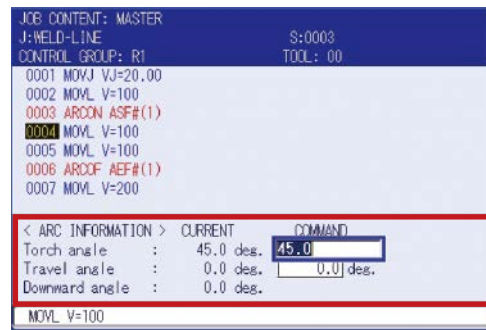 JOB CONTENT: MASTER
J:WELD-LINE S:0003
CONTROL GROUP: R1 TOOL: 00
0001 MOVJ VJ=20.00
0002 MOVL V=100
0003 ARCON ASF#(1)
0004 MOVL V=100
0005 MOVL V=100
0006 ARCOF AEF#(1)
0007 MOVL V=200
< ARC INFORMATION > CURRENT COMMAND
Torch angle : 45.0 deg. 45.0
Travel angle : 0.0 deg. 0.0 deg.
Downward angle : 0.0 deg.
MOVL V=100